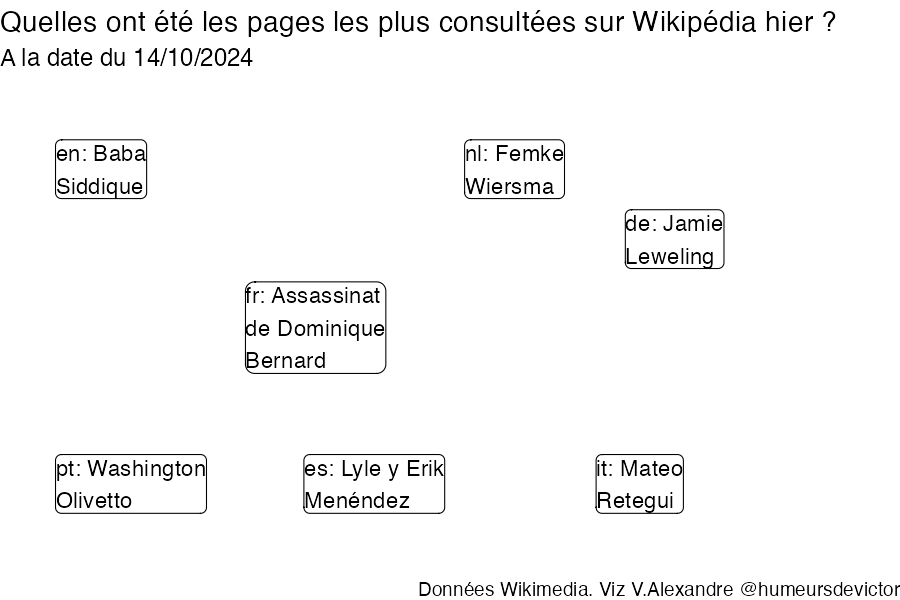 Quelles ont été les pages les plus consultées sur Wikipédia hier ?
A la date du 14/10/2024
en: Baba
Siddique
nl: Femke
Wiersma
de: Jamie
Leweling
fr: Assassinat
de Dominique
Bernard
pt: Washington
Olivetto
es: Lyle y Erik
Menéndez
it: Mateo
Retegui
Données Wikimedia. Viz V.Alexandre @humeursdevictor